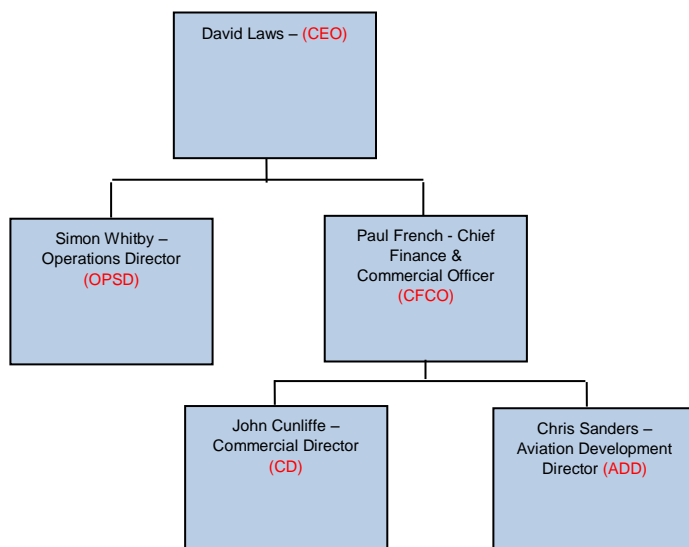 David Laws – (CEO)
Simon Whitby –
Operations Director
(OPSD)
Paul French - Chief
Finance &
Commercial Officer
(CFCO)
John Cunliffe –
Commercial Director
(CD)
Chris Sanders –
Aviation Development
Director (ADD)